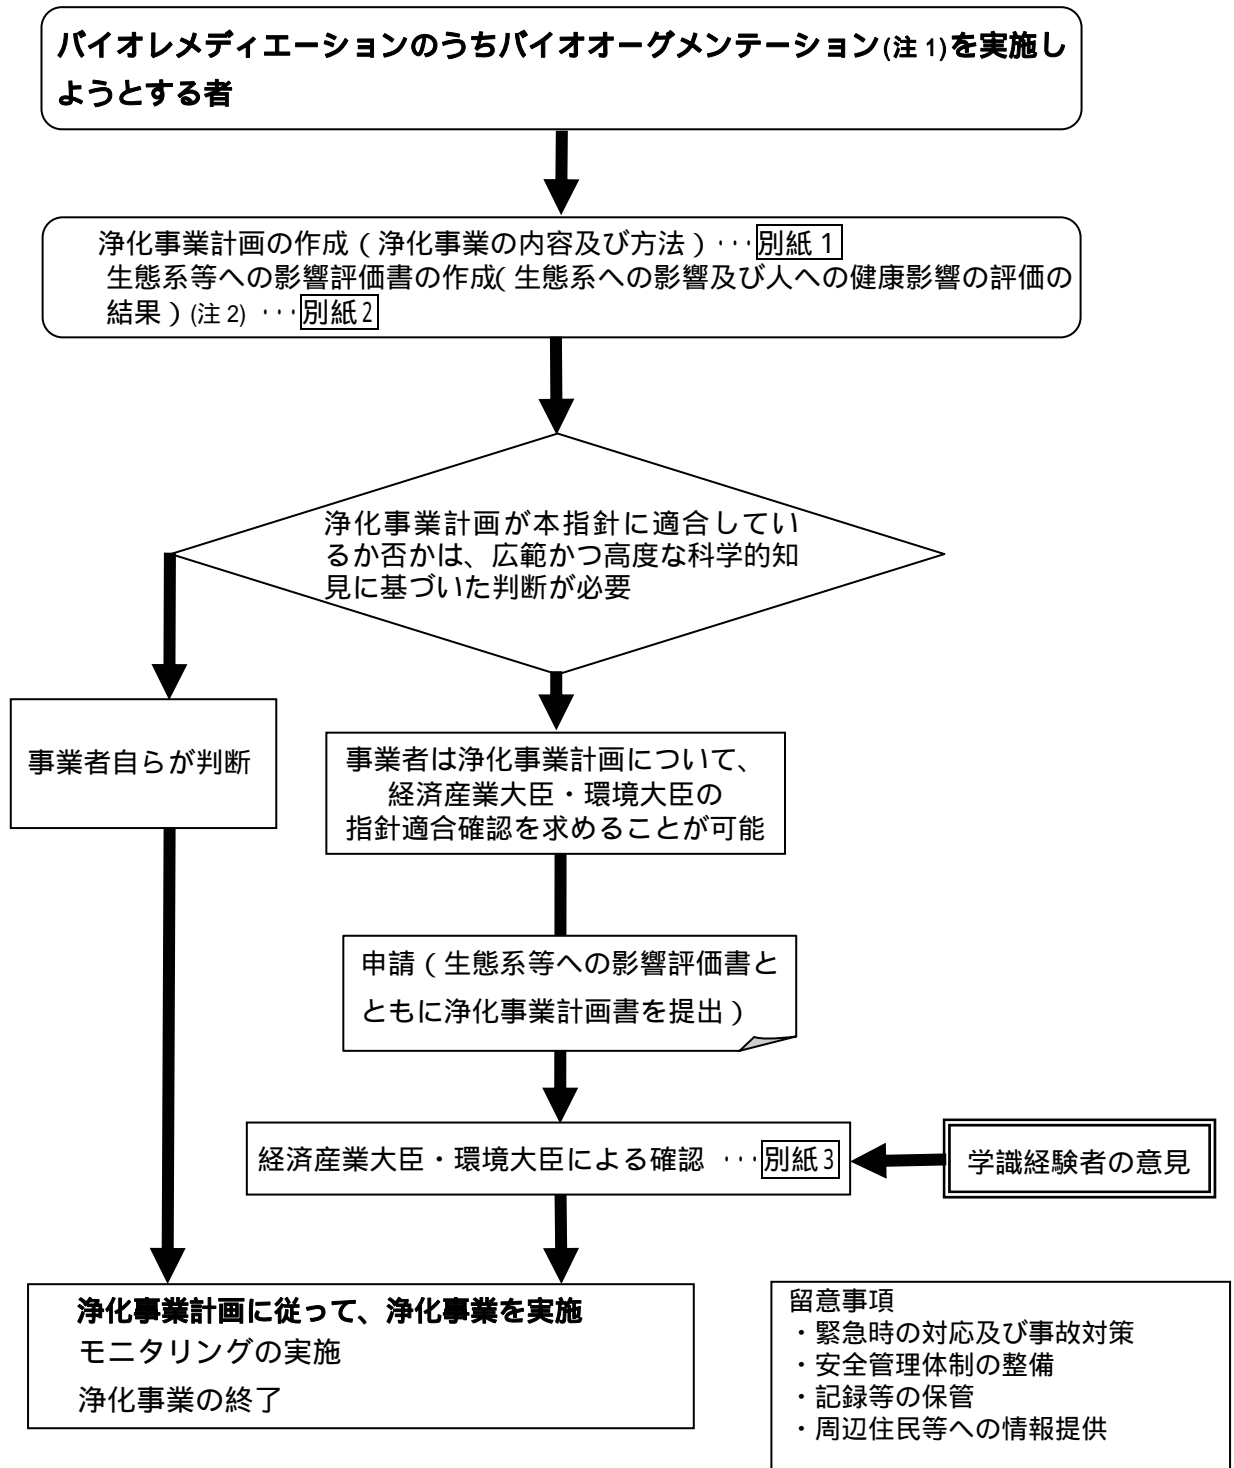 バイオレメディエーションのうちバイオオーグメンテーション(注 1)を実施し
ようとする者
浄化事業計画の作成（浄化事業の内容及び方法）･･･別紙 1
生態系等への影響評価書の作成（生態系への影響及び人への健康影響の評価の
結果）(注 2) ･･･別紙 2
浄化事業計画が本指針に適合してい
るか否かは、広範かつ高度な科学的知
見に基づいた判断が必要
事業者自らが判断
事業者は浄化事業計画について、
経済産業大臣・環境大臣の
指針適合確認を求めることが可能
申請（生態系等への影響評価書と
ともに浄化事業計画書を提出）
経済産業大臣・環境大臣による確認 ･･･別紙 3
学識経験者の意見
浄化事業計画に従って、浄化事業を実施
モニタリングの実施
浄化事業の終了
留意事項
・緊急時の対応及び事故対策
・安全管理体制の整備
・記録等の保管
・周辺住民等への情報提供